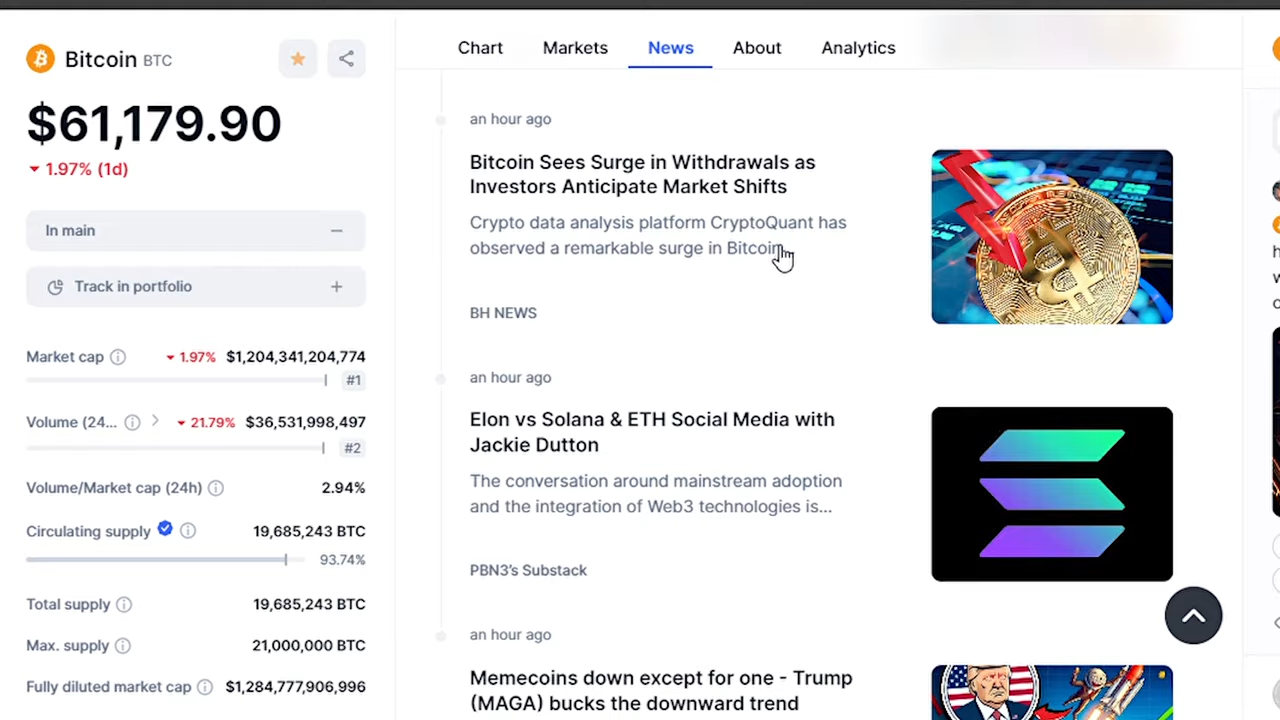 Bitcoin BTC
$61,179.90
1.97% (1d)
In main
Track in portfolio
Market cap 1.97% $1,204,341,204,774
#1
Volume (24... 21.79% $36,531,998,497
#2
Volume/Market cap (24h) 2.94%
Circulating supply 19,685,243 BTC
93.74%
Total supply 19,685,243 BTC
Max. supply 21,000,000 BTC
Fully diluted market cap $1,284,777,906,996
Chart Markets News About Analytics
an hour ago
Bitcoin Sees Surge in Withdrawals as
Investors Anticipate Market Shifts
Crypto data analysis platform CryptoQuant has
observed a remarkable surge in Bitcoin
BH NEWS
an hour ago
Elon vs Solana & ETH Social Media with
Jackie Dutton
The conversation around mainstream adoption
and the integration of Web3 technologies is...
PBN3’s Substack
an hour ago
Memecoins down except for one - Trump
(MAGA) bucks the downward trend